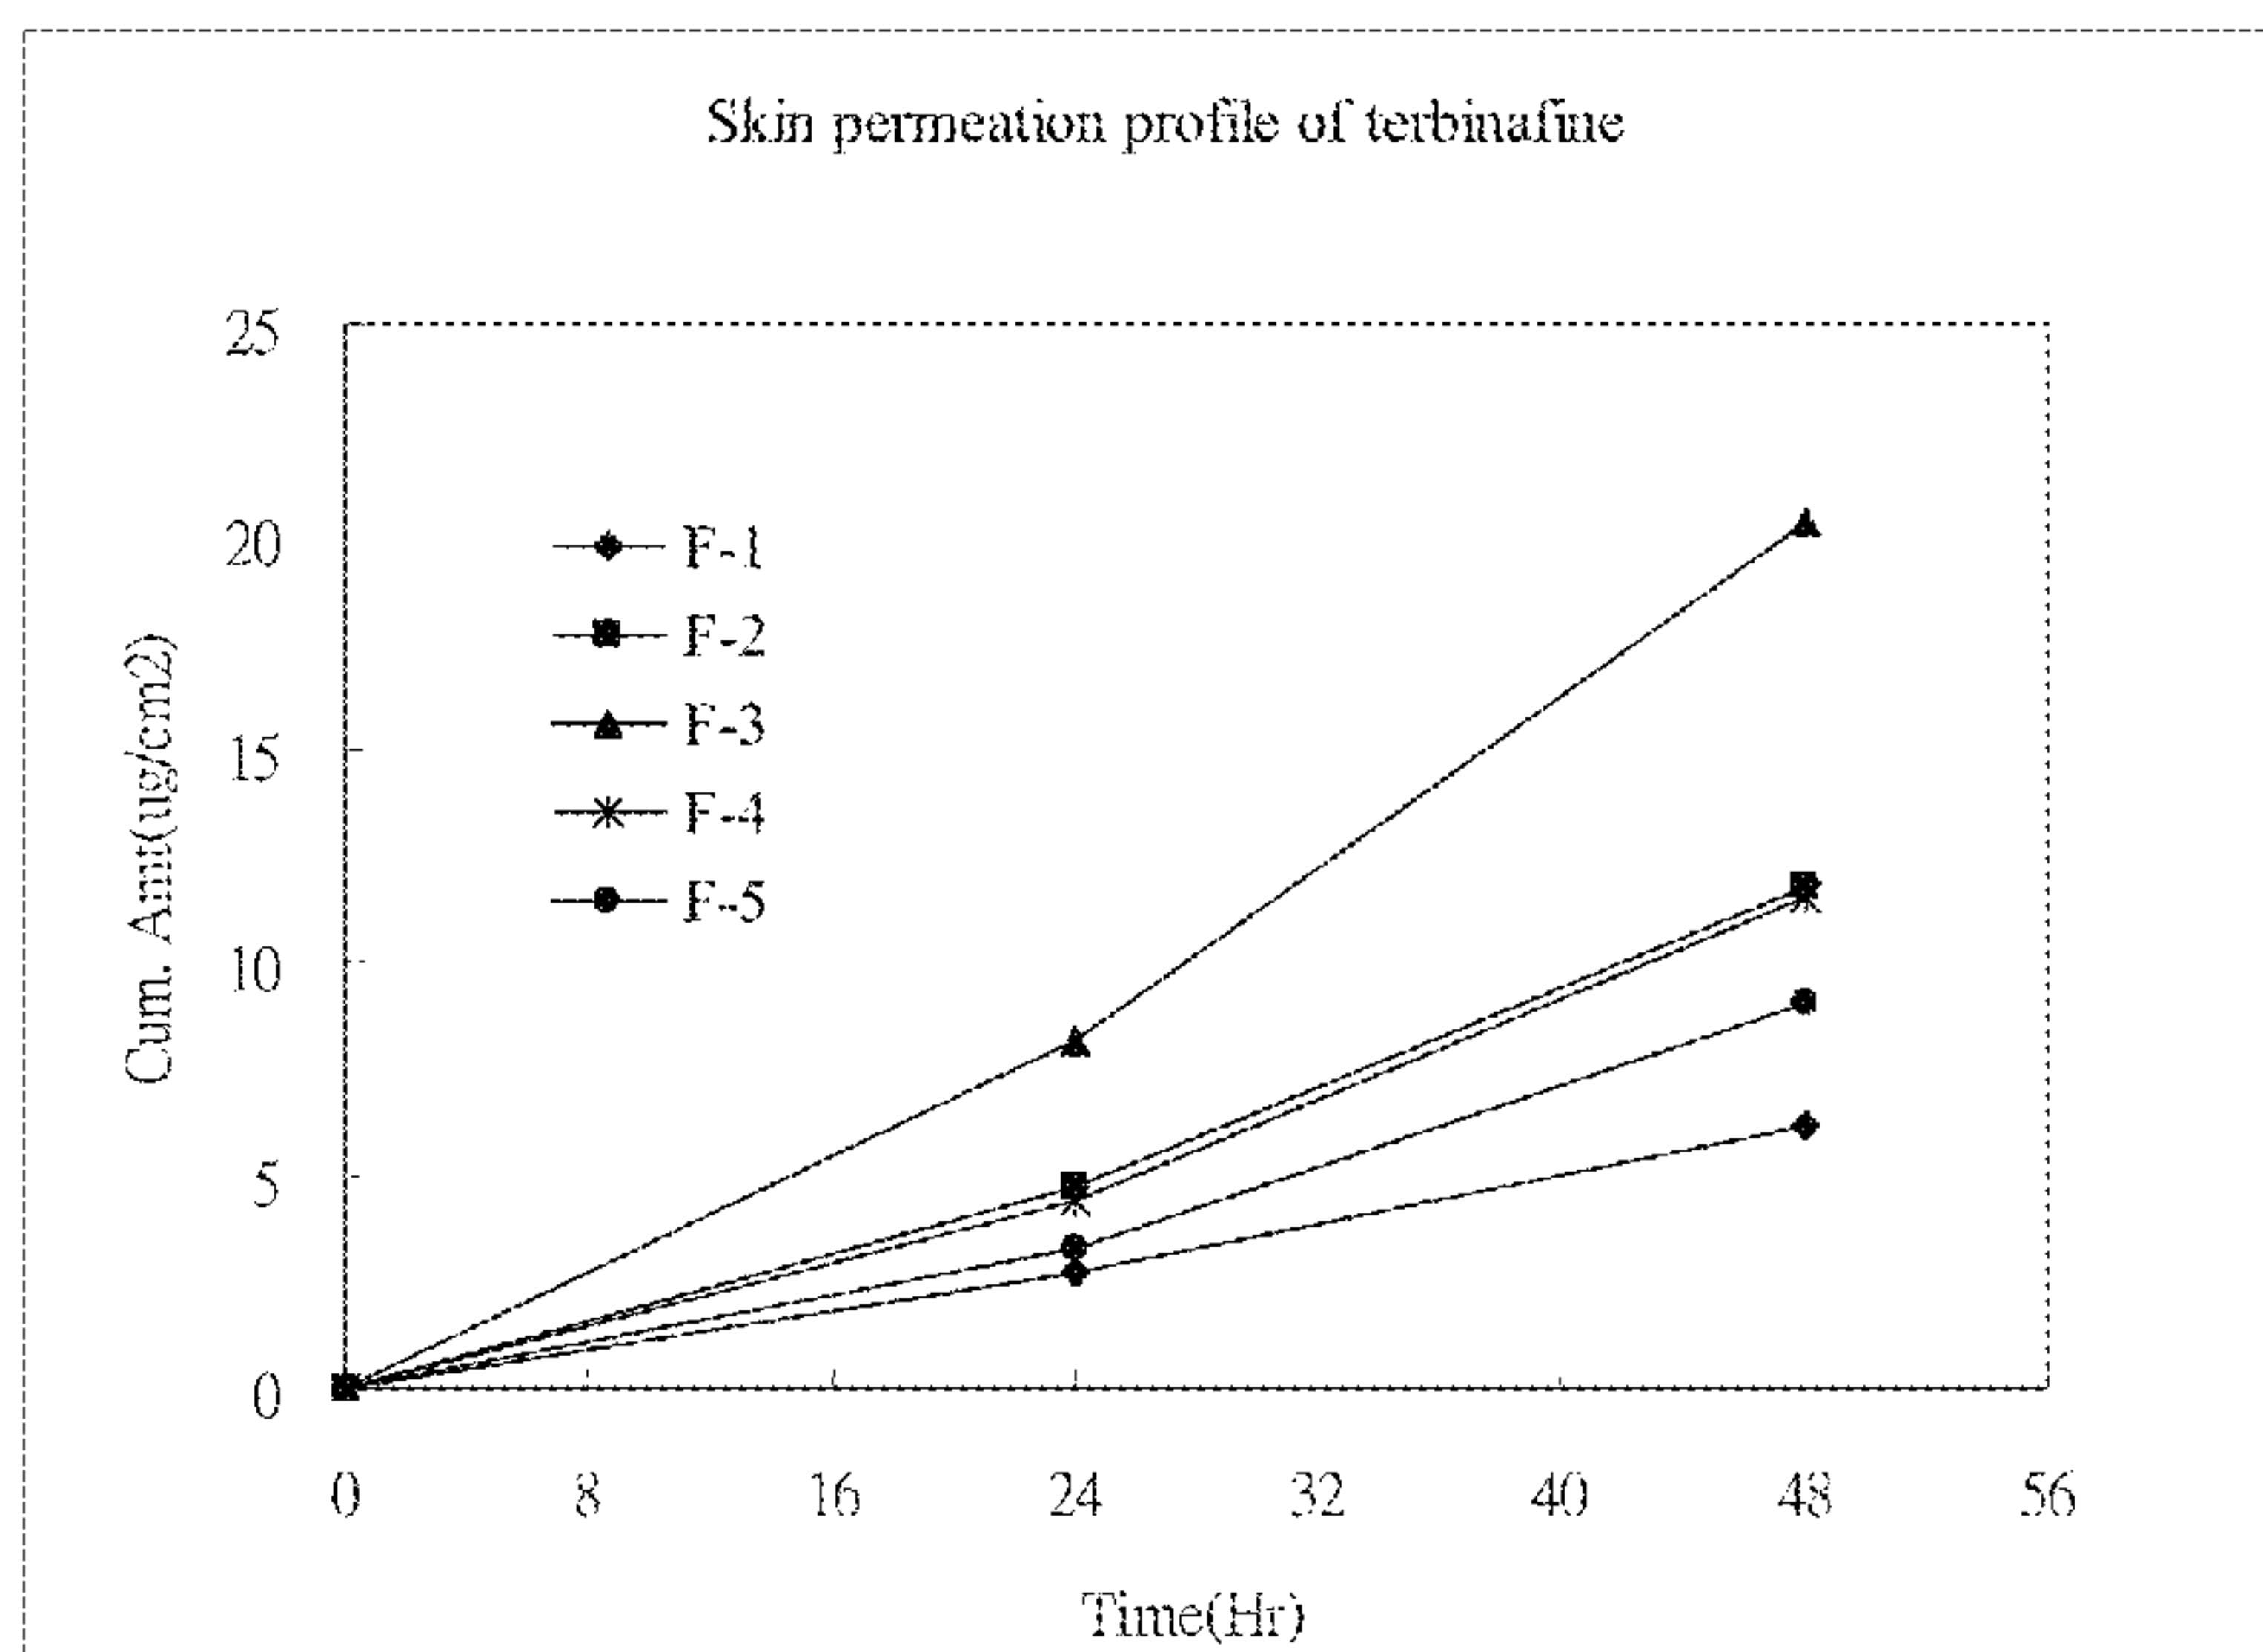 Skin permeation profile of terbinafine
25
20
15
10
5
0
Cum. Amt(ug/cm2)
F-1
F-2
F-3
F-4
F-5
0 8 16 24 32 40 48 56
Time(Hr)